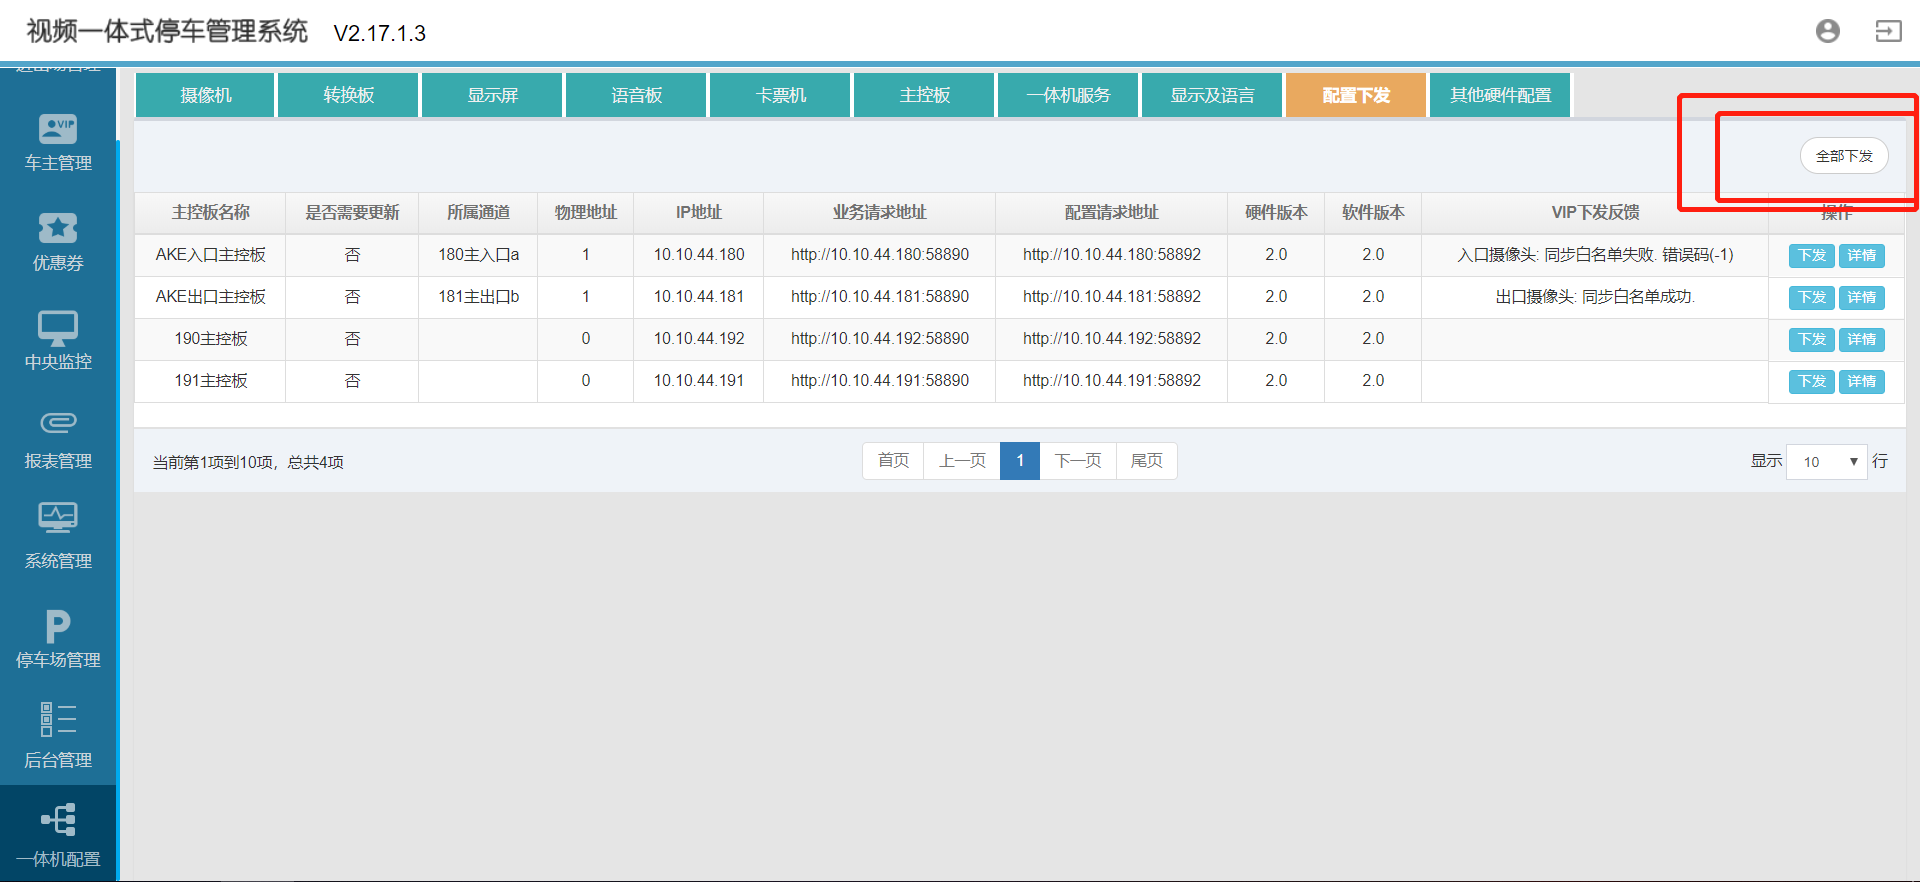 视频一体式停车管理系统 V2.17.1.3
进出场管理
车主管理
优惠券
中央监控
报表管理
系统管理
停车场管理
后台管理
一体机配置
摄像机 转换板 显示屏 语音板 卡票机 主控板 一体机服务 显示及语言 配置下发 其他硬件配置
全部下发
主控板名称 是否需要更新 所属通道 物理地址 IP地址 业务请求地址 配置请求地址 硬件版本 软件版本 VIP下发反馈 操作
AKE入口主控板 否 180主入口a 1 10.10.44.180 http://10.10.44.180:58890 http://10.10.44.180:58892 2.0 2.0 入口摄像头: 同步白名单失败. 错误码(-1) 下发 详情
AKE出口主控板 否 181主出口b 1 10.10.44.181 http://10.10.44.181:58890 http://10.10.44.181:58892 2.0 2.0 出口摄像头: 同步白名单成功. 下发 详情
190主控板 否 0 10.10.44.192 http://10.10.44.192:58890 http://10.10.44.192:58892 2.0 2.0 下发 详情
191主控板 否 0 10.10.44.191 http://10.10.44.191:58890 http://10.10.44.191:58892 2.0 2.0 下发 详情
当前第1项到10项，总共4项 首页 上一页 1 下一页 尾页 显示 10 行